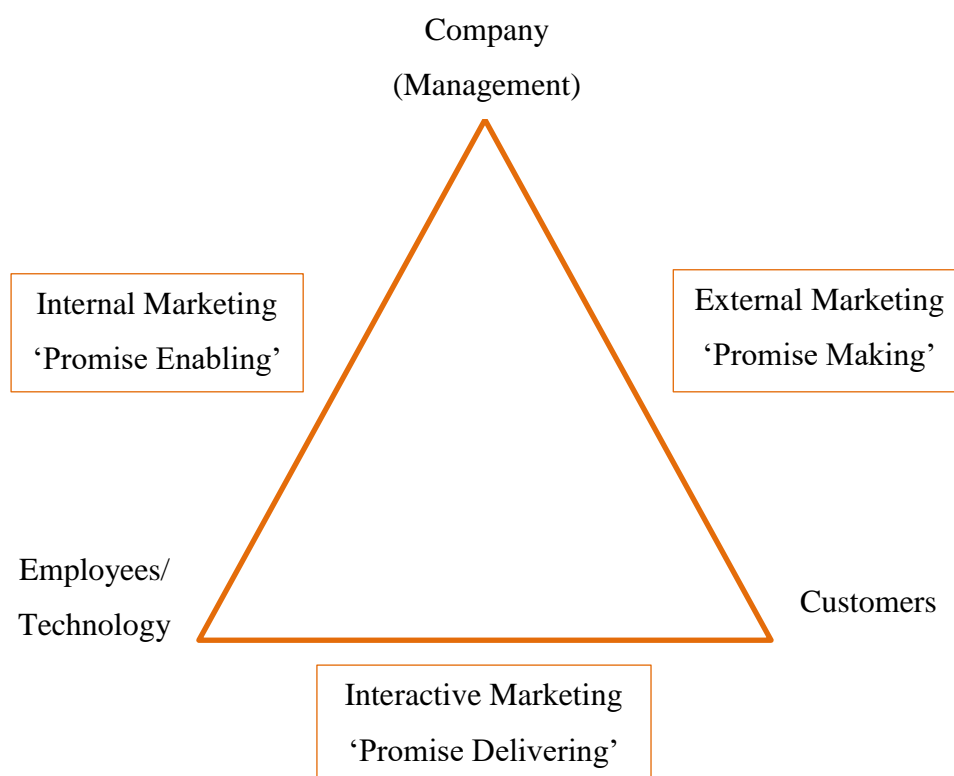 Company
(Management)
Internal Marketing
‘Promise Enabling’
External Marketing
‘Promise Making’
Employees/
Technology
Customers
Interactive Marketing
‘Promise Delivering’